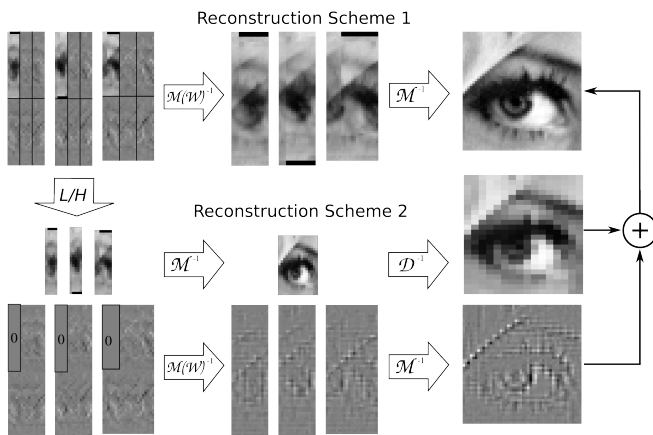 Reconstruction Scheme 1
M(W)⁻¹
M⁻¹
L/H
Reconstruction Scheme 2
M⁻¹
D⁻¹
+
0 0 0
M(W)⁻¹
M⁻¹